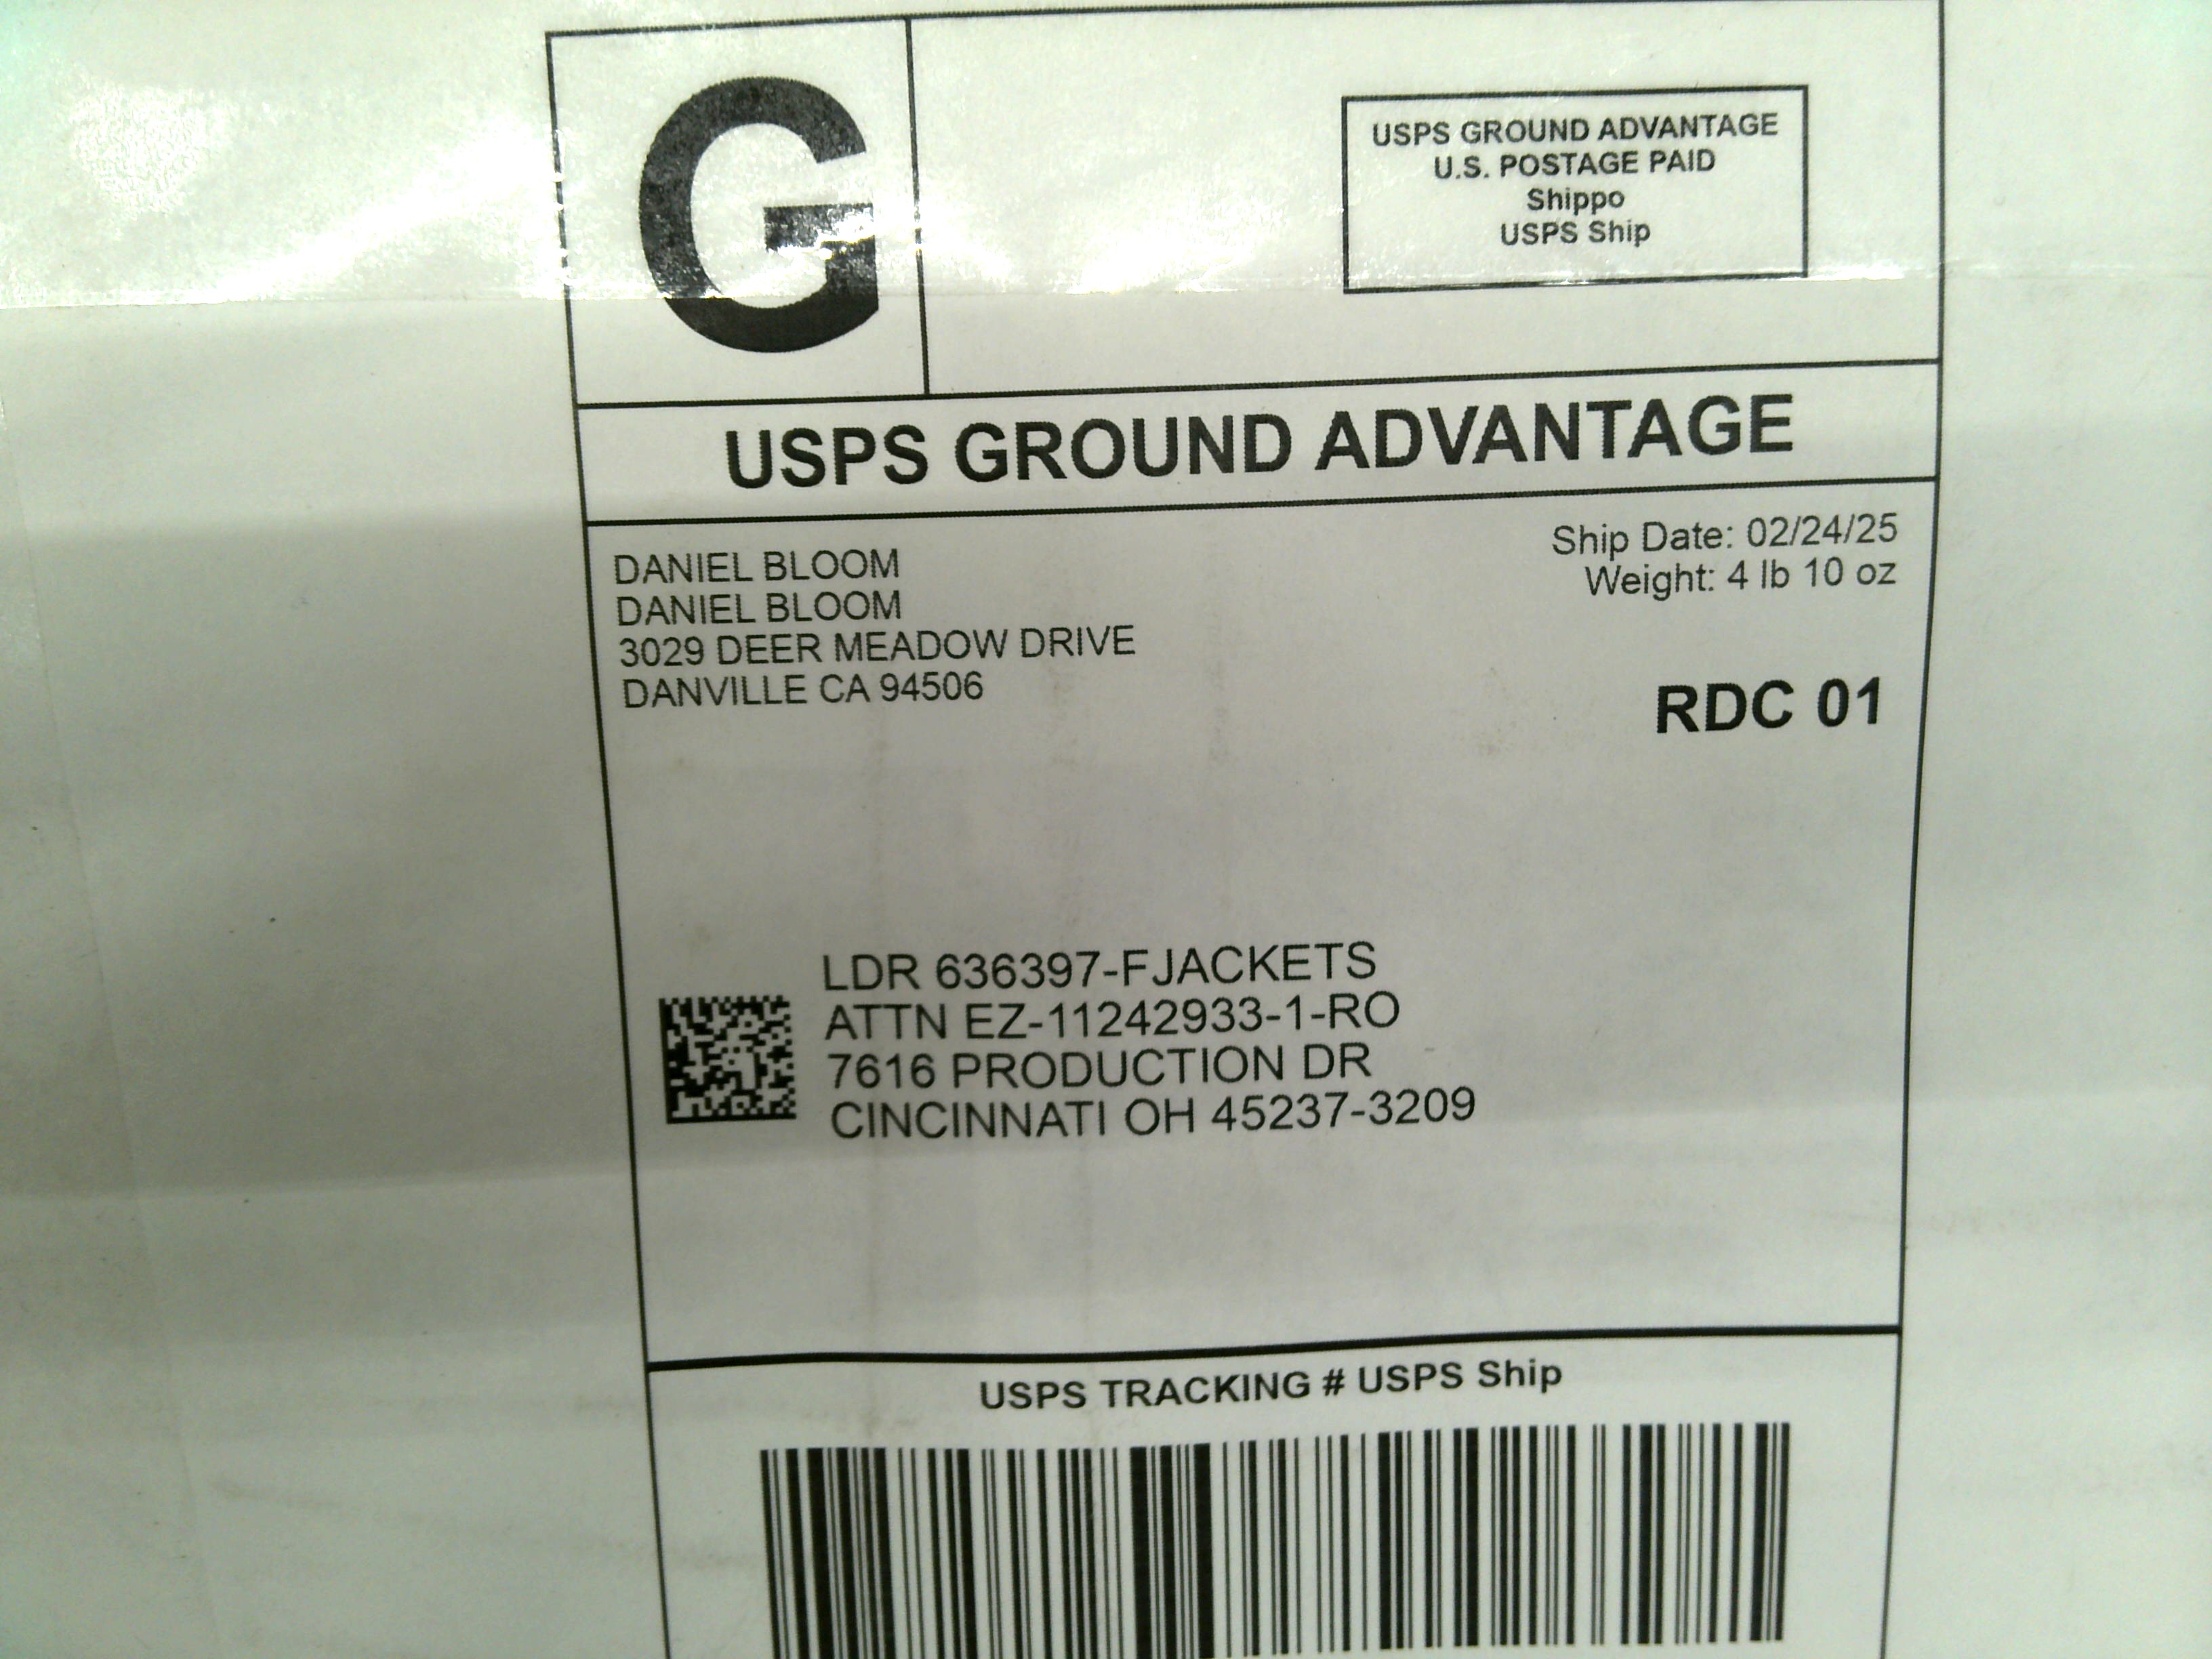 G
USPS GROUND ADVANTAGE
U.S. POSTAGE PAID
Shippo
USPS Ship
USPS GROUND ADVANTAGE
DANIEL BLOOM
DANIEL BLOOM
3029 DEER MEADOW DRIVE
DANVILLE CA 94506
Ship Date: 02/24/25
Weight: 4 lb 10 oz
RDC 01
LDR 636397-FJACKETS
ATTN EZ-11242933-1-RO
7616 PRODUCTION DR
CINCINNATI OH 45237-3209
USPS TRACKING # USPS Ship